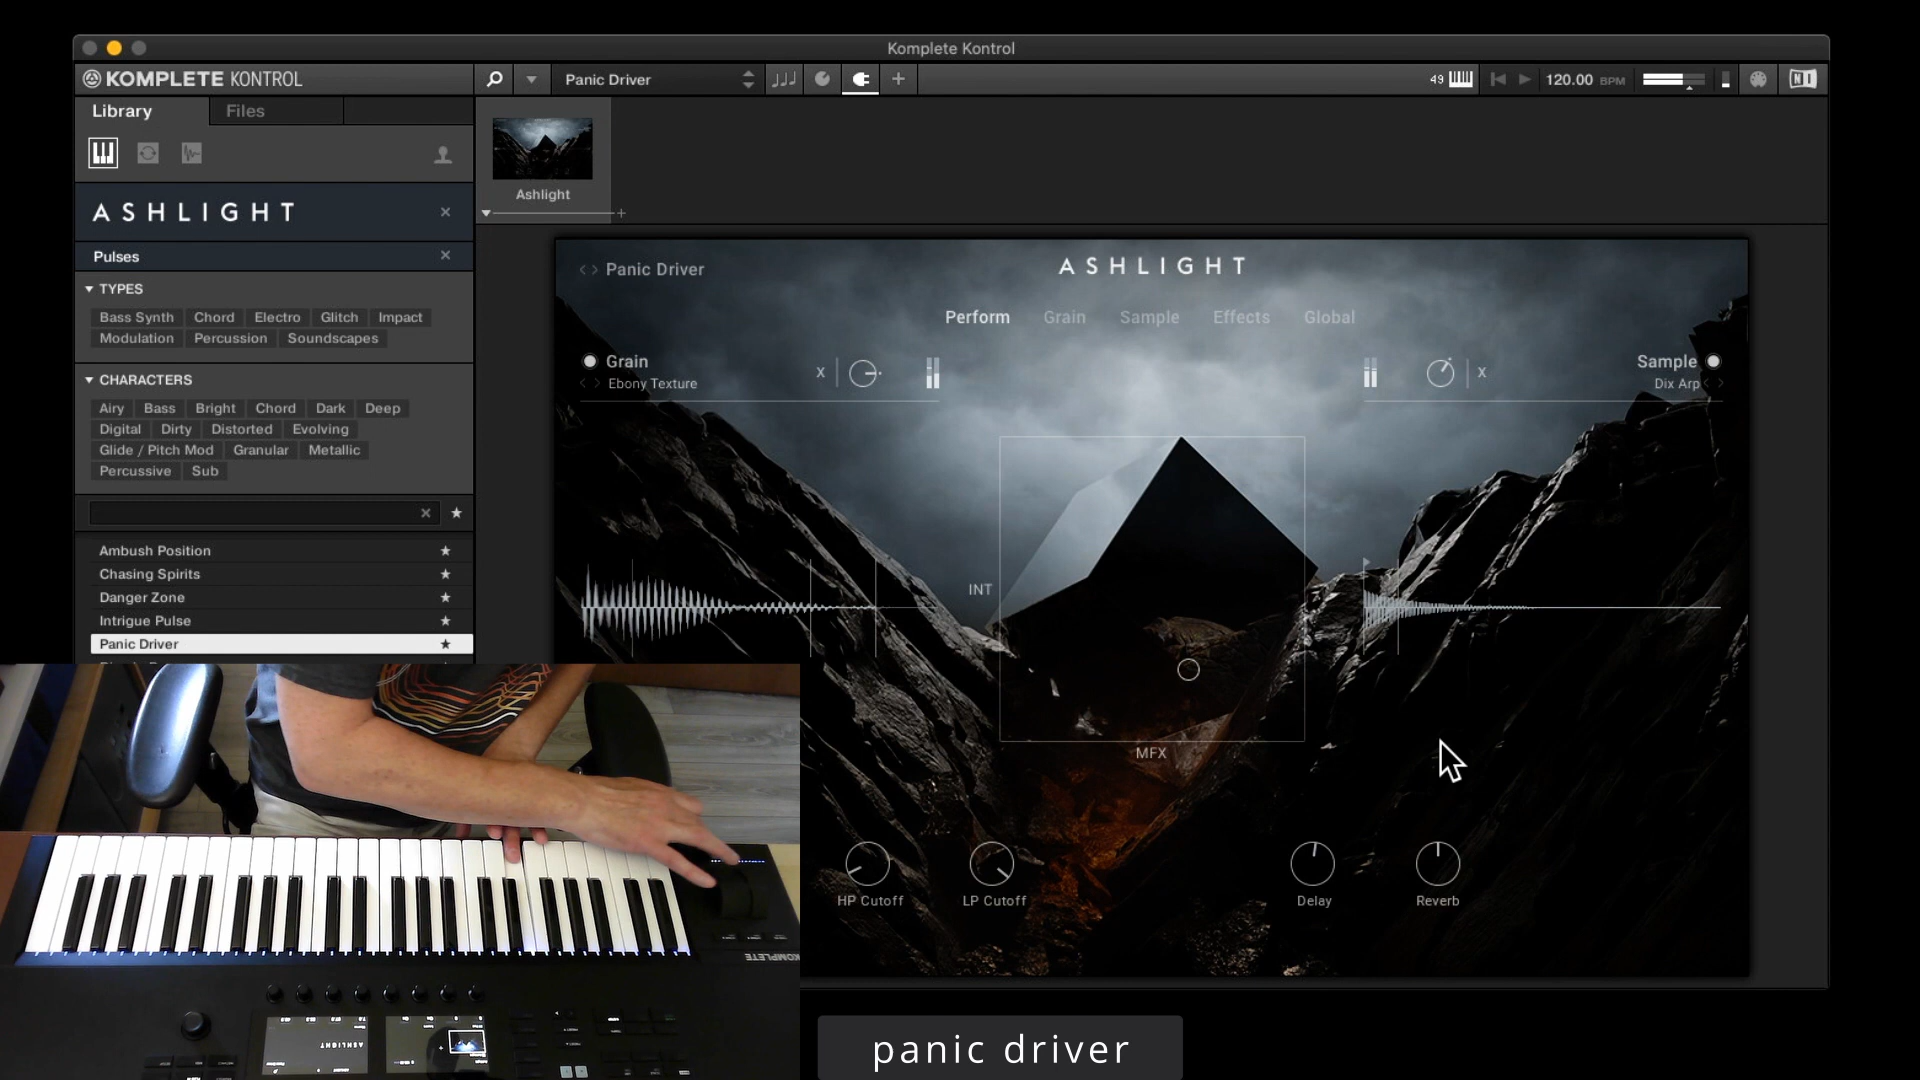 Komplete Kontrol
KOMPLETE KONTROL
Panic Driver
49
120.00 BPM
Library
Files
ASHLIGHT
Pulses
TYPES
Bass Synth Chord Electro Glitch Impact
Modulation Percussion Soundscapes
CHARACTERS
Airy Bass Bright Chord Dark Deep
Digital Dirty Distorted Evolving
Glide / Pitch Mod Granular Metallic
Percussive Sub
Ambush Position
Chasing Spirits
Danger Zone
Intrigue Pulse
Panic Driver
Ashlight
Panic Driver
ASHLIGHT
Perform Grain Sample Effects Global
Grain
Ebony Texture
X
X
Sample
Dix Arp
INT
MFX
HP Cutoff
LP Cutoff
Delay
Reverb
KOMPLETE
ASHLIGHT
panic driver